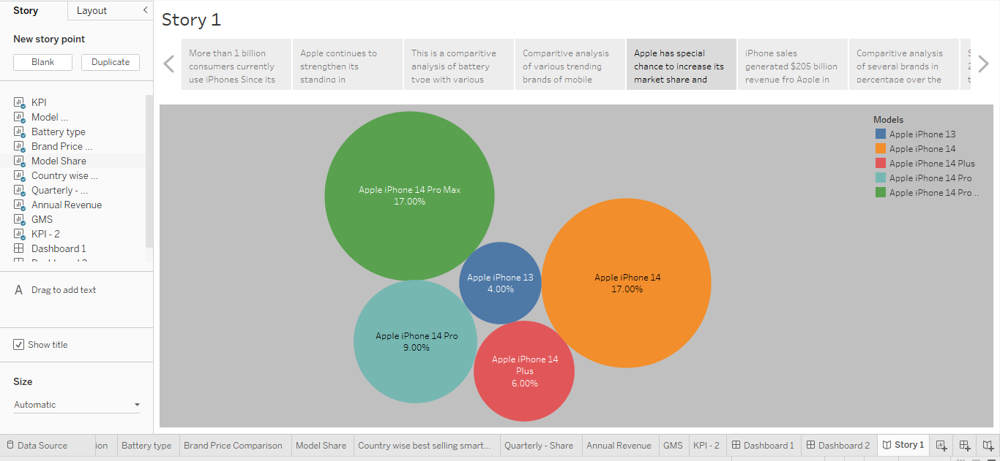 Story
Layout
New story point
Blank
Duplicate
KPI
Model ...
Battery type
Brand Price ...
Model Share
Country wise ...
Quarterly - ...
Annual Revenue
GMS
KPI - 2
Dashboard 1
A Drag to add text
Show title
Size
Automatic
Story 1
More than 1 billion
consumers currently
use iPhones Since its
Apple continues to
strengthen its
standing in
This is a comparitive
analysis of battery
type with various
Comparitive analysis
of various trending
brands of mobile
Apple has special
chance to increase its
market share and
iPhone sales
generated $205 billion
revenue fro Apple in
Comparitive analysis
of several brands in
percentage over the
Apple iPhone 14 Pro Max
17.00%
Apple iPhone 13
4.00%
Apple iPhone 14
17.00%
Apple iPhone 14 Pro
9.00%
Apple iPhone 14
Plus
6.00%
Models
Apple iPhone 13
Apple iPhone 14
Apple iPhone 14 Plus
Apple iPhone 14 Pro
Apple iPhone 14 Pro ..
Data Source
ion
Battery type
Brand Price Comparison
Model Share
Country wise best selling smart...
Quarterly - Share
Annual Revenue
GMS
KPI - 2
Dashboard 1
Dashboard 2
Story 1